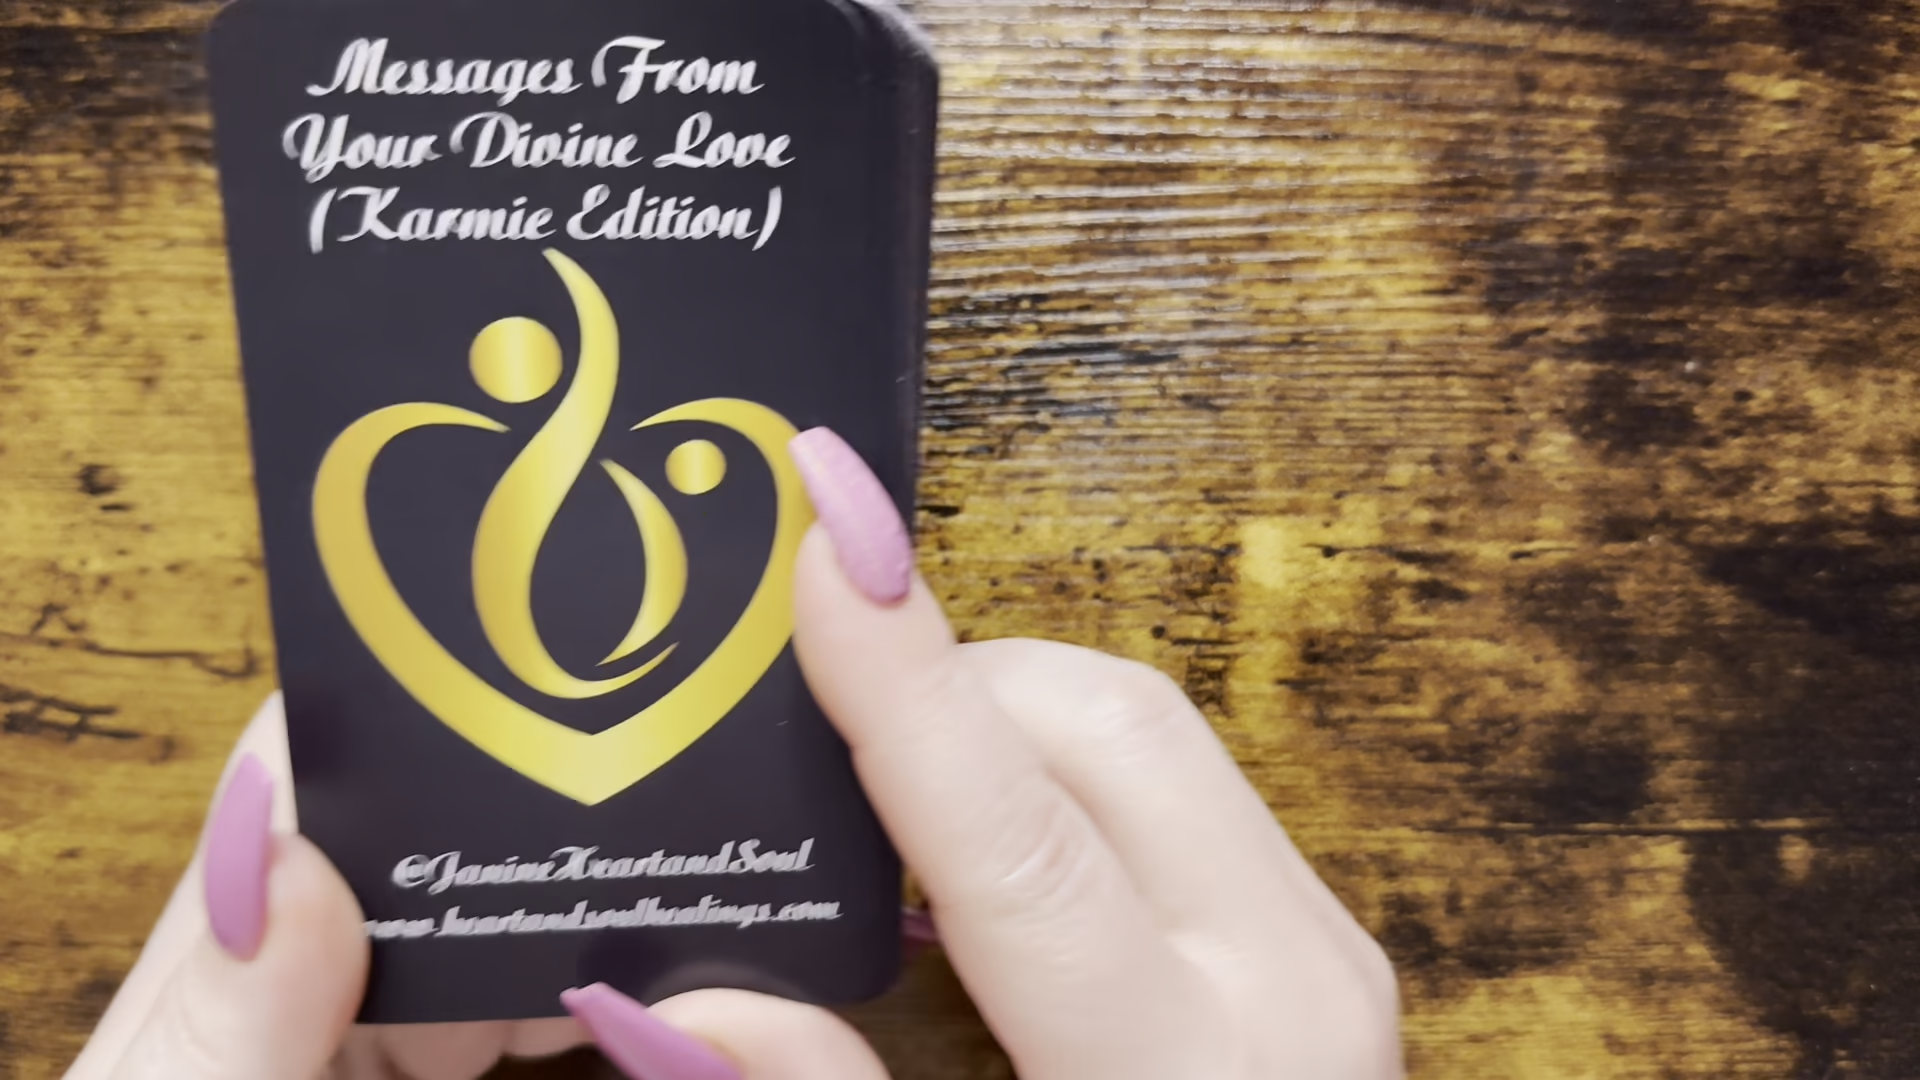 Messages From
Your Divine Love
(Karmic Edition)
@JanineHeartandSoul
www.heartandsoulhealings.com